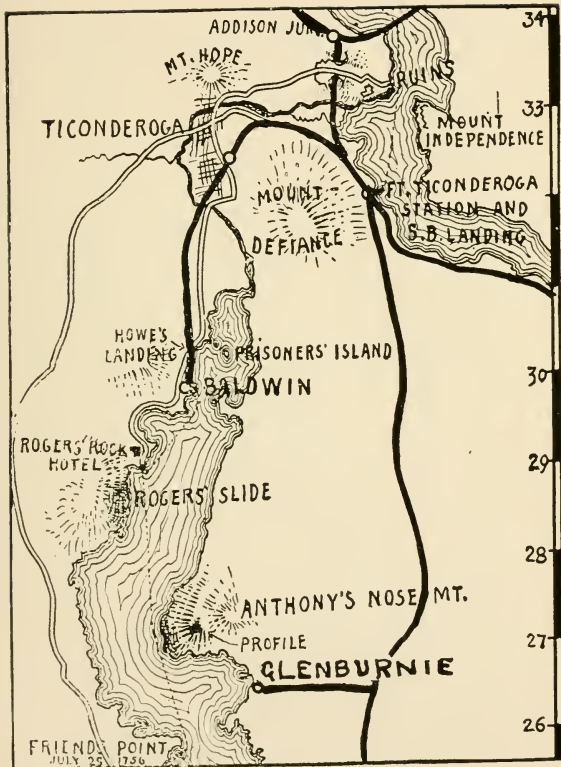 34
ADDISON JUN.
MT. HOPE
RUINS
33
TICONDEROGA
MOUNT
INDEPENDENCE
FT. TICONDEROGA
STATION AND
S.B. LANDING
MOUNT
DEFIANCE
HOWE'S
LANDING
PRISONERS' ISLAND
30
BALDWIN
ROGERS' ROCK
HOTEL
29
ROGERS' SLIDE
28
ANTHONY'S NOSE MT.
27
PROFILE
GLENBURNIE
26
FRIENDS POINT
JULY 25 1756